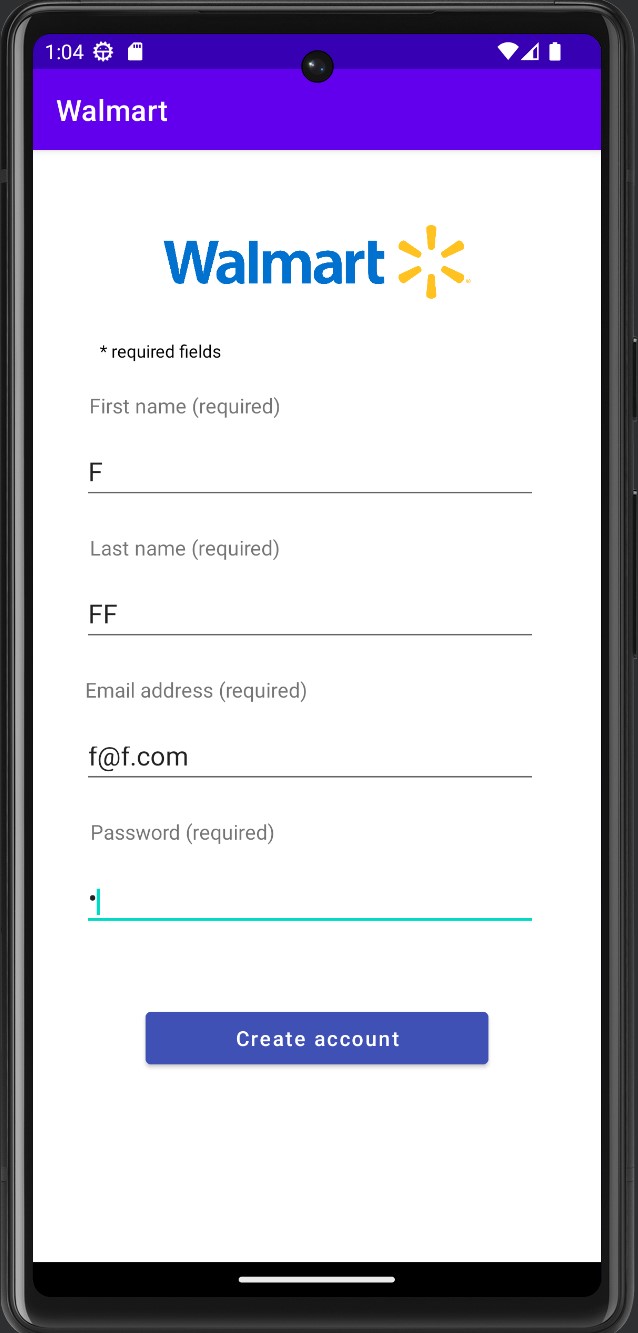 1:04
Walmart
Walmart
* required fields
First name (required)
F
Last name (required)
FF
Email address (required)
f@f.com
Password (required)
•
Create account